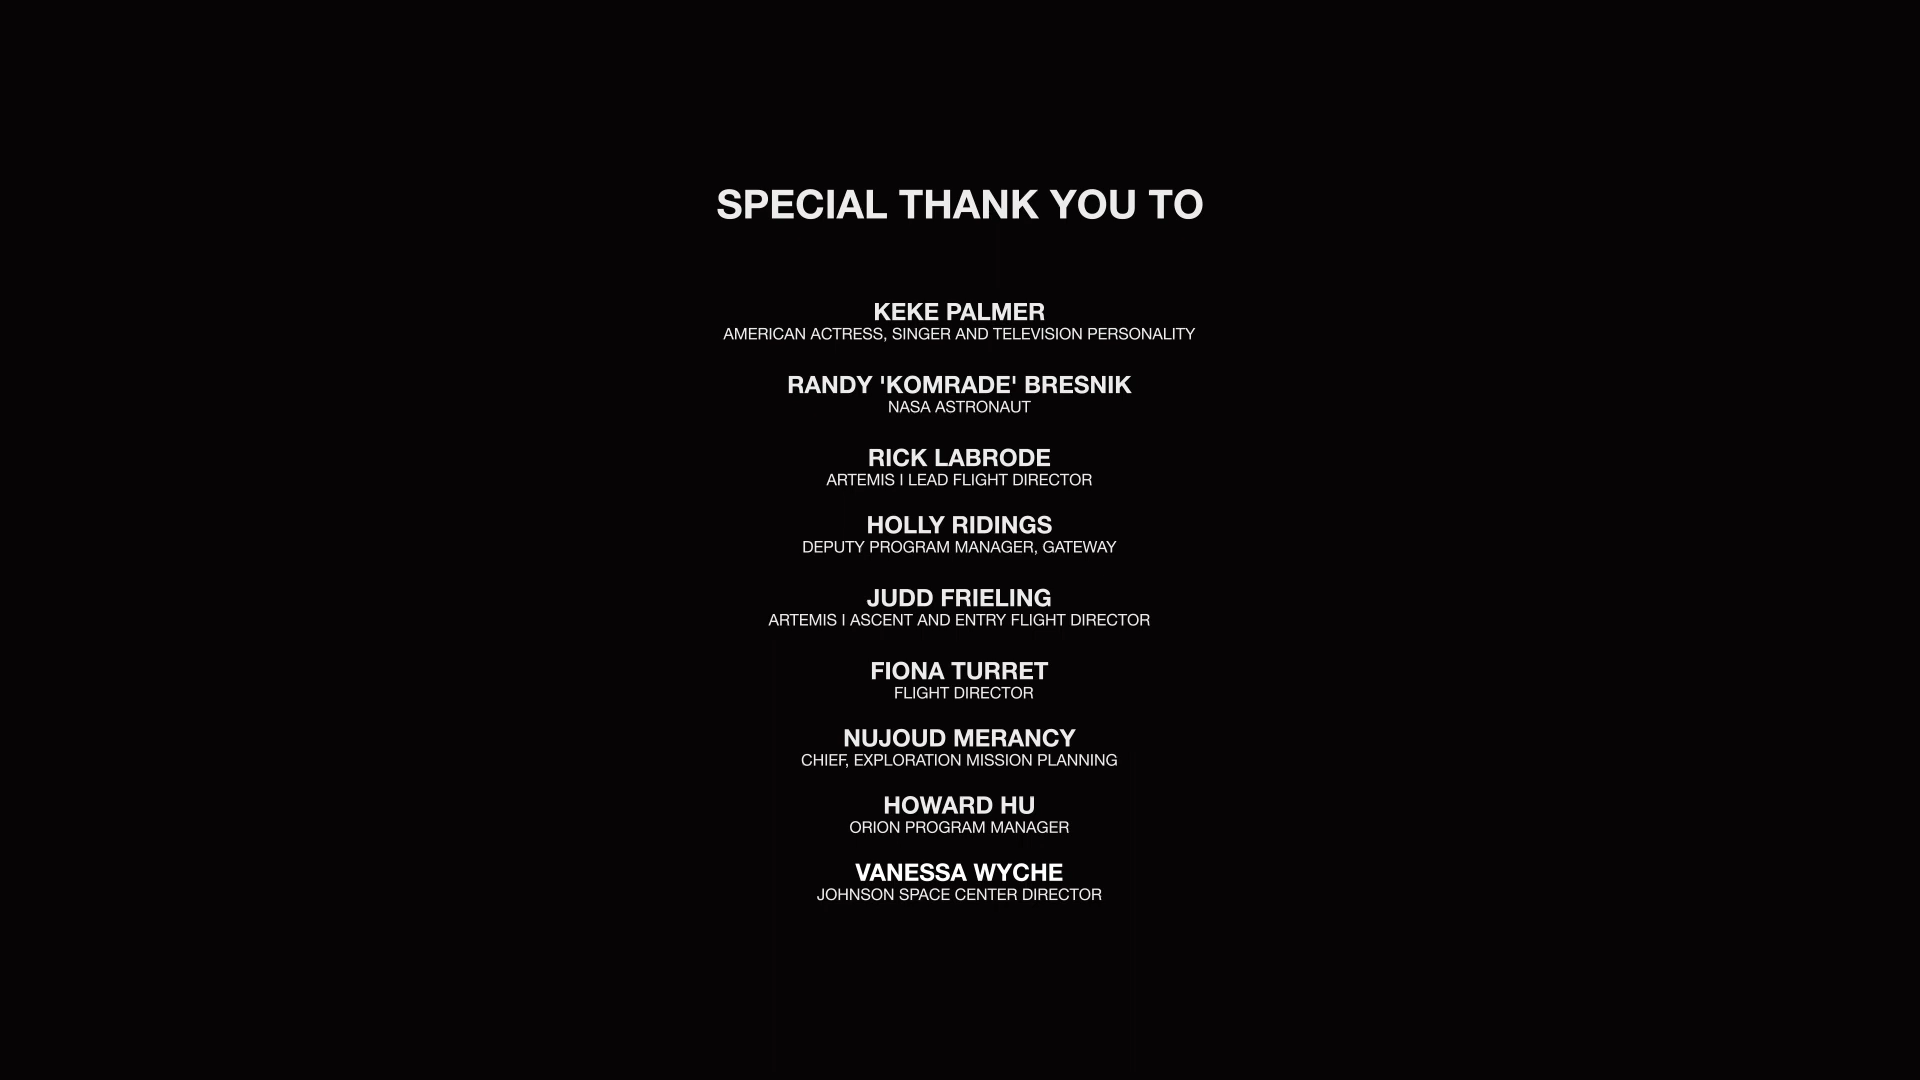 SPECIAL THANK YOU TO
KEKE PALMER
AMERICAN ACTRESS, SINGER AND TELEVISION PERSONALITY
RANDY 'KOMRADE' BRESNIK
NASA ASTRONAUT
RICK LABRODE
ARTEMIS I LEAD FLIGHT DIRECTOR
HOLLY RIDINGS
DEPUTY PROGRAM MANAGER, GATEWAY
JUDD FRIELING
ARTEMIS I ASCENT AND ENTRY FLIGHT DIRECTOR
FIONA TURRET
FLIGHT DIRECTOR
NUJOUD MERANCY
CHIEF, EXPLORATION MISSION PLANNING
HOWARD HU
ORION PROGRAM MANAGER
VANESSA WYCHE
JOHNSON SPACE CENTER DIRECTOR